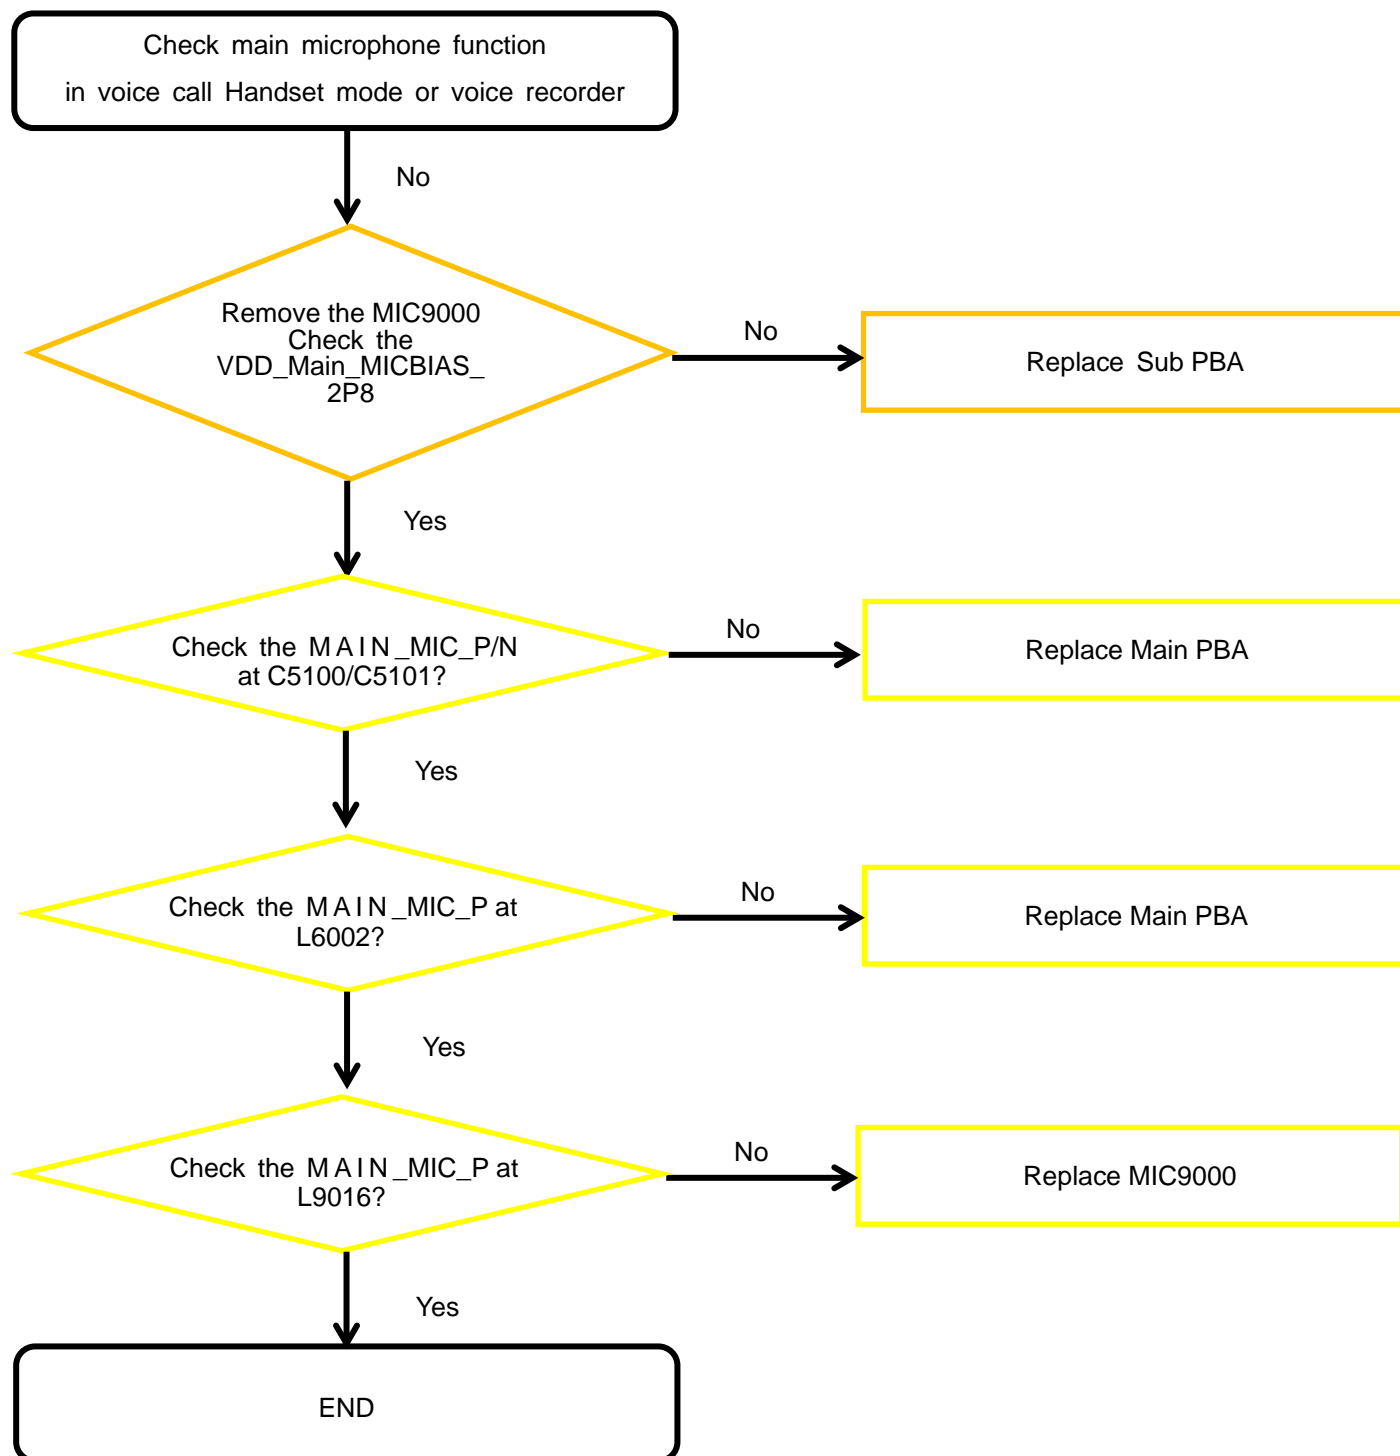 Check main microphone function
in voice call Handset mode or voice recorder
No
Remove the MIC9000
Check the
VDD_Main_MICBIAS_
2P8
No
Replace Sub PBA
Yes
Check the MAIN_MIC_P/N
at C5100/C5101?
No
Replace Main PBA
Yes
Check the MAIN_MIC_P at
L6002?
No
Replace Main PBA
Yes
Check the MAIN_MIC_P at
L9016?
No
Replace MIC9000
Yes
END